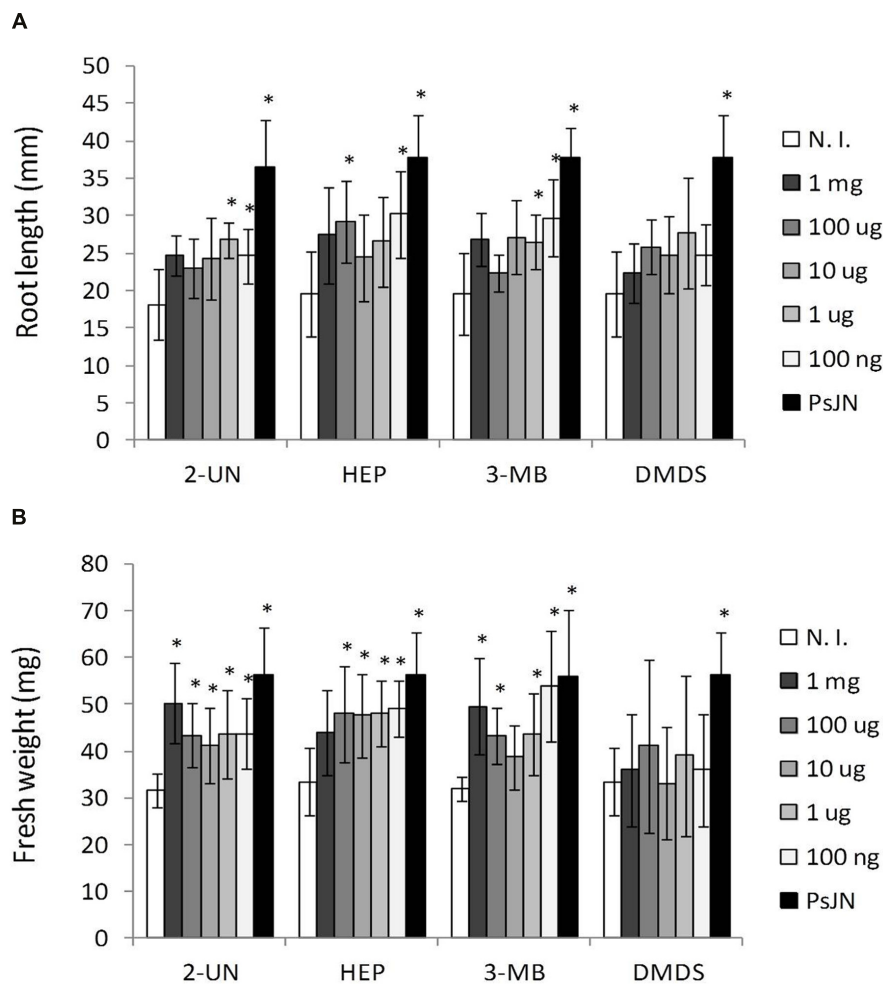 A
Root length (mm)
50
45
40
35
30
25
20
15
10
5
0
* * * * * * * * *
2-UN HEP 3-MB DMDS
N. I.
1 mg
100 ug
10 ug
1 ug
100 ng
PsJN
B
Fresh weight (mg)
80
70
60
50
40
30
20
10
0
* * * * * * * * * * * * * * * * *
2-UN HEP 3-MB DMDS
N. I.
1 mg
100 ug
10 ug
1 ug
100 ng
PsJN